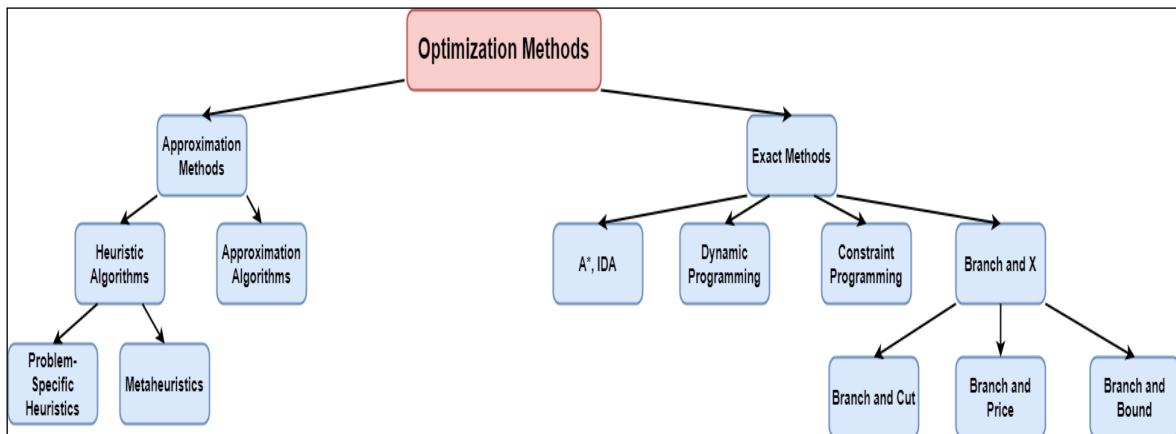 Optimization Methods
Approximation
Methods
Exact Methods
Heuristic
Algorithms
Approximation
Algorithms
A*, IDA
Dynamic
Programming
Constraint
Programming
Branch and X
Problem-
Specific
Heuristics
Metaheuristics
Branch and Cut
Branch and
Price
Branch and
Bound